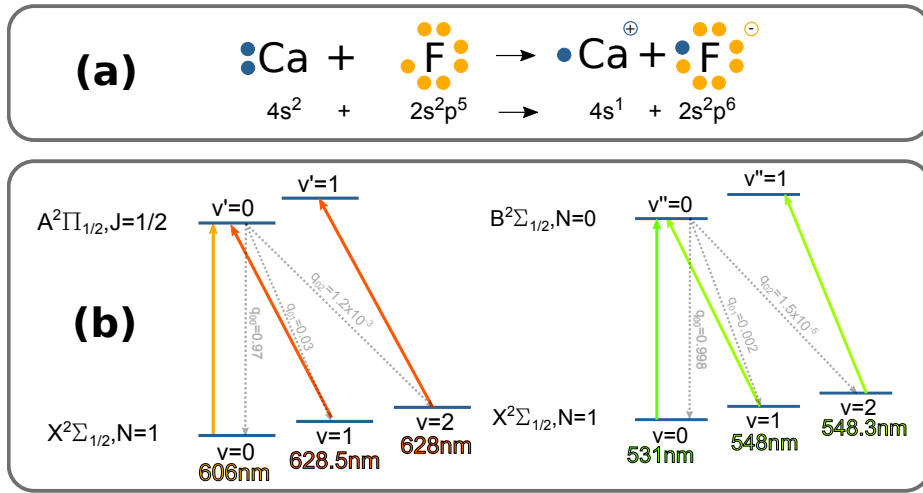 (a)
Ca + F → Ca⊕ + F⊖
4s² + 2s²p⁵ → 4s¹ + 2s²p⁶
(b)
A²Π₁/₂,J=1/2
v'=0
v'=1
q₀₀=0.97
q₀₁=0.03
q₀₂=1.2x10⁻³
X²Σ₁/₂,N=1
v=0
606nm
v=1
628.5nm
v=2
628nm
B²Σ₁/₂,N=0
v''=0
v''=1
q₀₀=0.998
q₀₁=0.002
q₀₂=1.5x10⁻⁵
X²Σ₁/₂,N=1
v=0
531nm
v=1
548nm
v=2
548.3nm